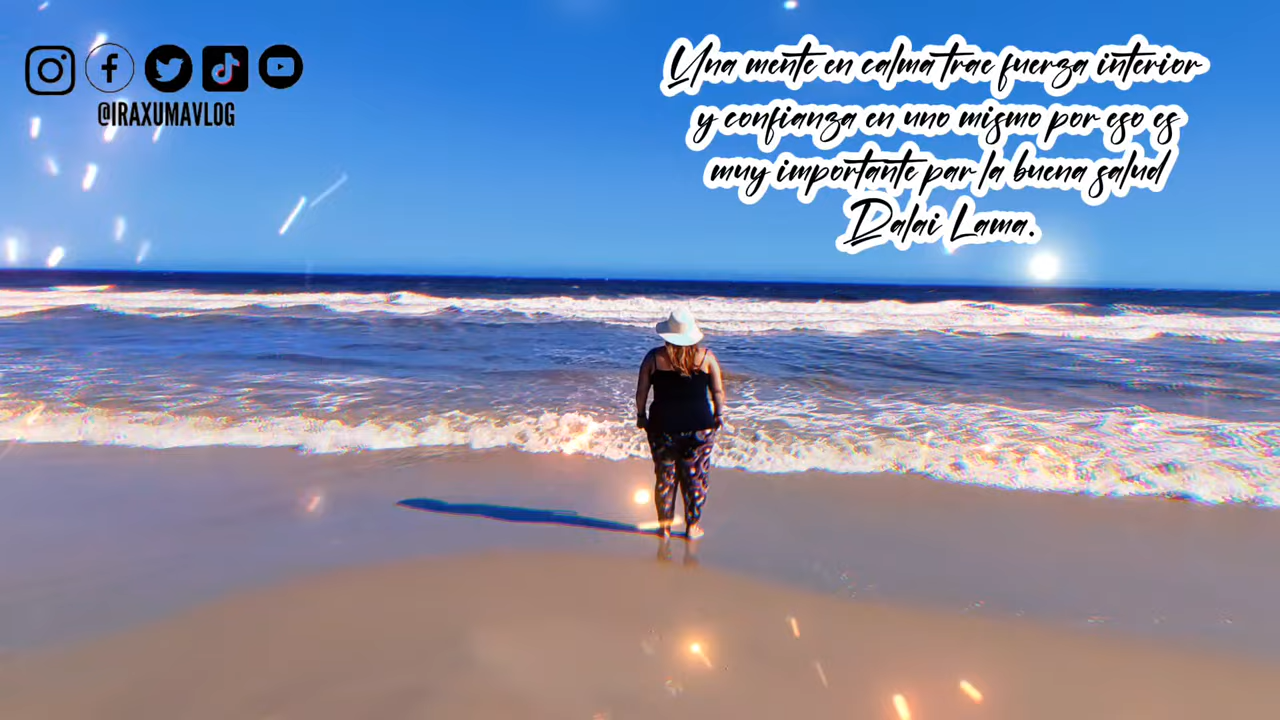 @IRAXUMAVLOG
Una mente en calma trae fuerza interior
y confianza en uno mismo por eso es
muy importante par la buena salud
Dalai Lama.